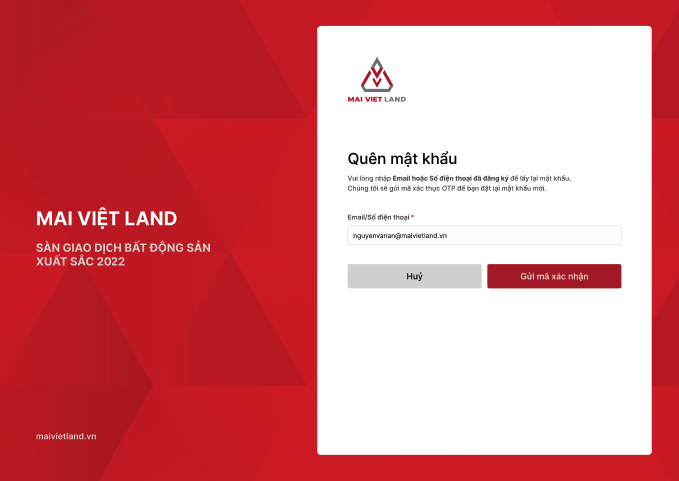 MAI VIỆT LAND
SÀN GIAO DỊCH BẤT ĐỘNG SẢN
XUẤT SẮC 2022
maivietland.vn
MAI VIET LAND
Quên mật khẩu
Vui lòng nhập Email hoặc Số điện thoại đã đăng ký để lấy lại mật khẩu.
Chúng tôi sẽ gửi mã xác thực OTP để bạn đặt lại mật khẩu mới.
Email/Số điện thoại *
nguyenvanan@maivietland.vn
Huỷ
Gửi mã xác nhận